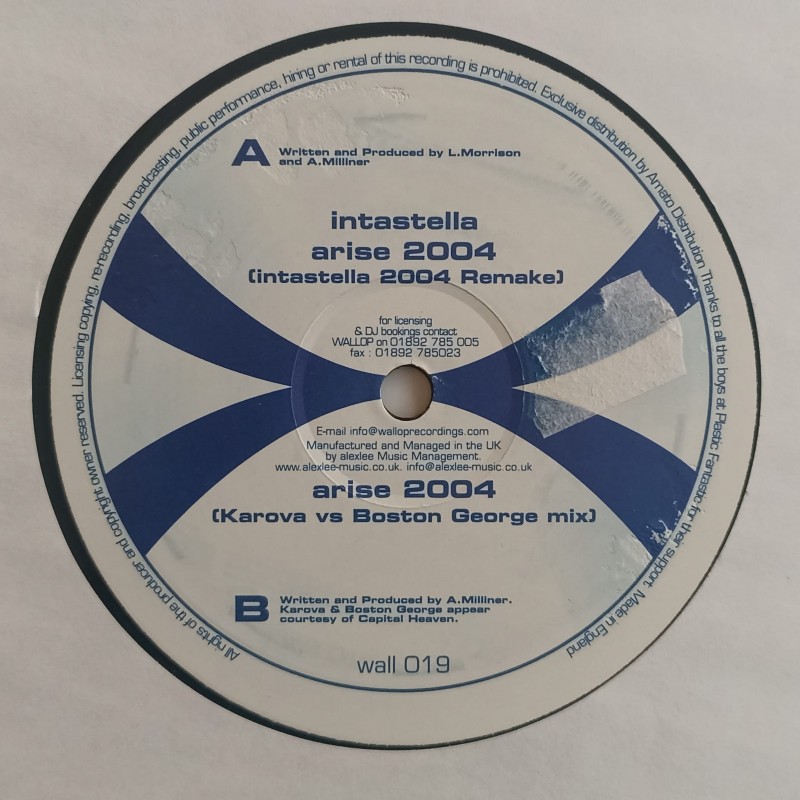 All rights of the producer and copyright owner reserved. Licensing copying, re-recording, broadcasting, public performance, hiring or rental of this recording is prohibited. Exclusive distribution by Amato Distribution Thanks to all the boys at Plastic Fantastic for their support. Made in England
A
Written and Produced by L.Morrison
and A.Milliner
intastella
arise 2004
(intastella 2004 Remake)
for licensing
& DJ bookings contact
WALLOP on 01892 785 005
fax : 01892 785023
E-mail info@walloprecordings.com
Manufactured and Managed in the UK
by alexlee Music Management.
www.alexlee-music.co.uk. info@alexlee-music.co.uk
arise 2004
(Karova vs Boston George mix)
B
Written and Produced by A.Milliner.
Karova & Boston George appear
courtesy of Capital Heaven.
wall 019